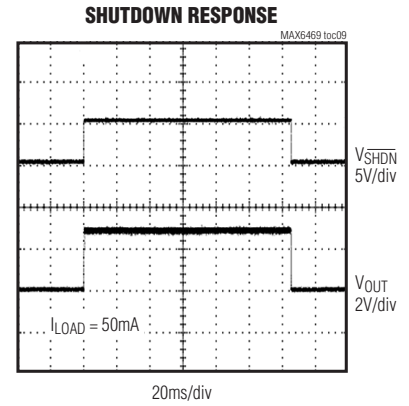 SHUTDOWN RESPONSE
MAX6469 toc09
VSHDN
5V/div
VOUT
2V/div
ILOAD = 50mA
20ms/div